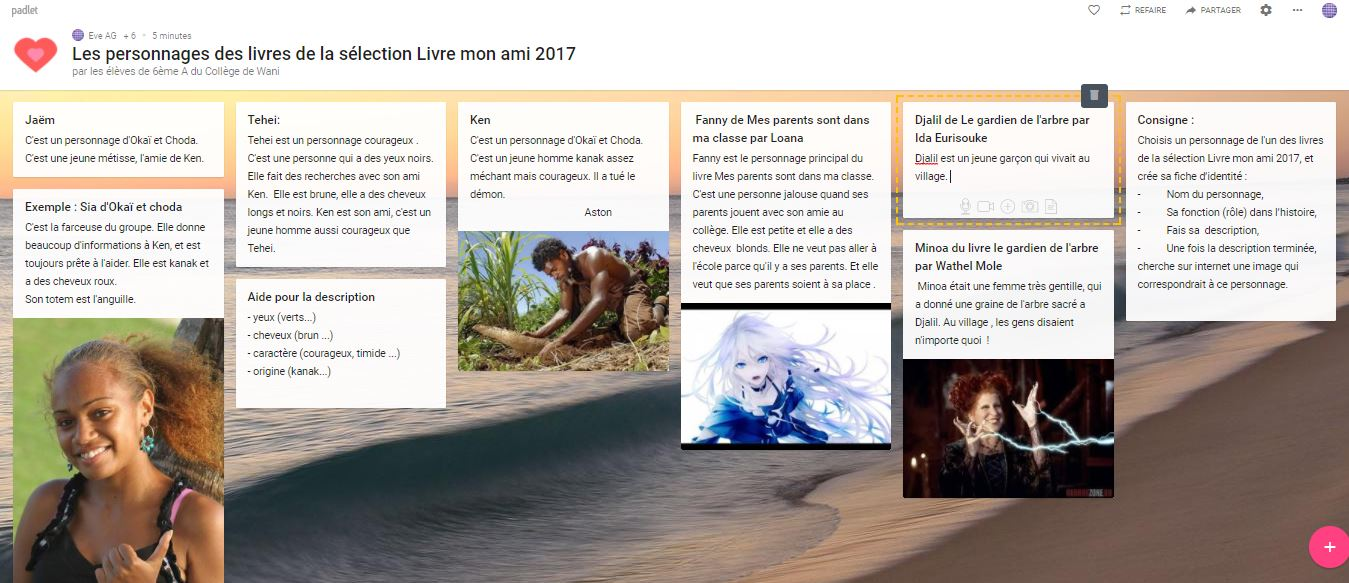 padlet
REFAIRE
PARTAGER
Eve AG + 6 • 5 minutes
Les personnages des livres de la sélection Livre mon ami 2017
par les élèves de 6ème A du Collège de Wani
Jaëm
C'est un personnage d'Okaï et Choda.
C'est une jeune métisse, l'amie de Ken.
Exemple : Sia d'Okaï et choda
C'est la farceuse du groupe. Elle donne
beaucoup d'informations à Ken, et est
toujours prête à l'aider. Elle est kanak et
a des cheveux roux.
Son totem est l'anguille.
Tehei:
Tehei est un personnage courageux .
C'est une personne qui a des yeux noirs.
Elle fait des recherches avec son ami
Ken. Elle est brune, elle a des cheveux
longs et noirs. Ken est son ami, c'est un
jeune homme aussi courageux que
Tehei.
Aide pour la description
- yeux (verts...)
- cheveux (brun ...)
- caractère (courageux, timide ...)
- origine (kanak...)
Ken
C'est un personnage d'Okaï et Choda.
C'est un jeune homme kanak assez
méchant mais courageux. Il a tué le
démon.
Aston
Fanny de Mes parents sont dans
ma classe par Loana
Fanny est le personnage principal du
livre Mes parents sont dans ma classe.
C'est une personne jalouse quand ses
parents jouent avec son amie au
collège. Elle est petite et elle a des
cheveux blonds. Elle ne veut pas aller à
l'école parce qu'il y a ses parents. Et elle
veut que ses parents soient à sa place .
Djalil de Le gardien de l'arbre par
Ida Eurisouke
Djalil est un jeune garçon qui vivait au
village.
Minoa du livre le gardien de l'arbre
par Wathel Mole
Minoa était une femme très gentille, qui
a donné une graine de l'arbre sacré a
Djalil. Au village , les gens disaient
n'importe quoi !
Consigne :
Choisis un personnage de l'un des livres
de la sélection Livre mon ami 2017, et
crée sa fiche d'identité :
- Nom du personnage,
- Sa fonction (rôle) dans l'histoire,
- Fais sa description,
- Une fois la description terminée,
cherche sur internet une image qui
correspondrait à ce personnage.